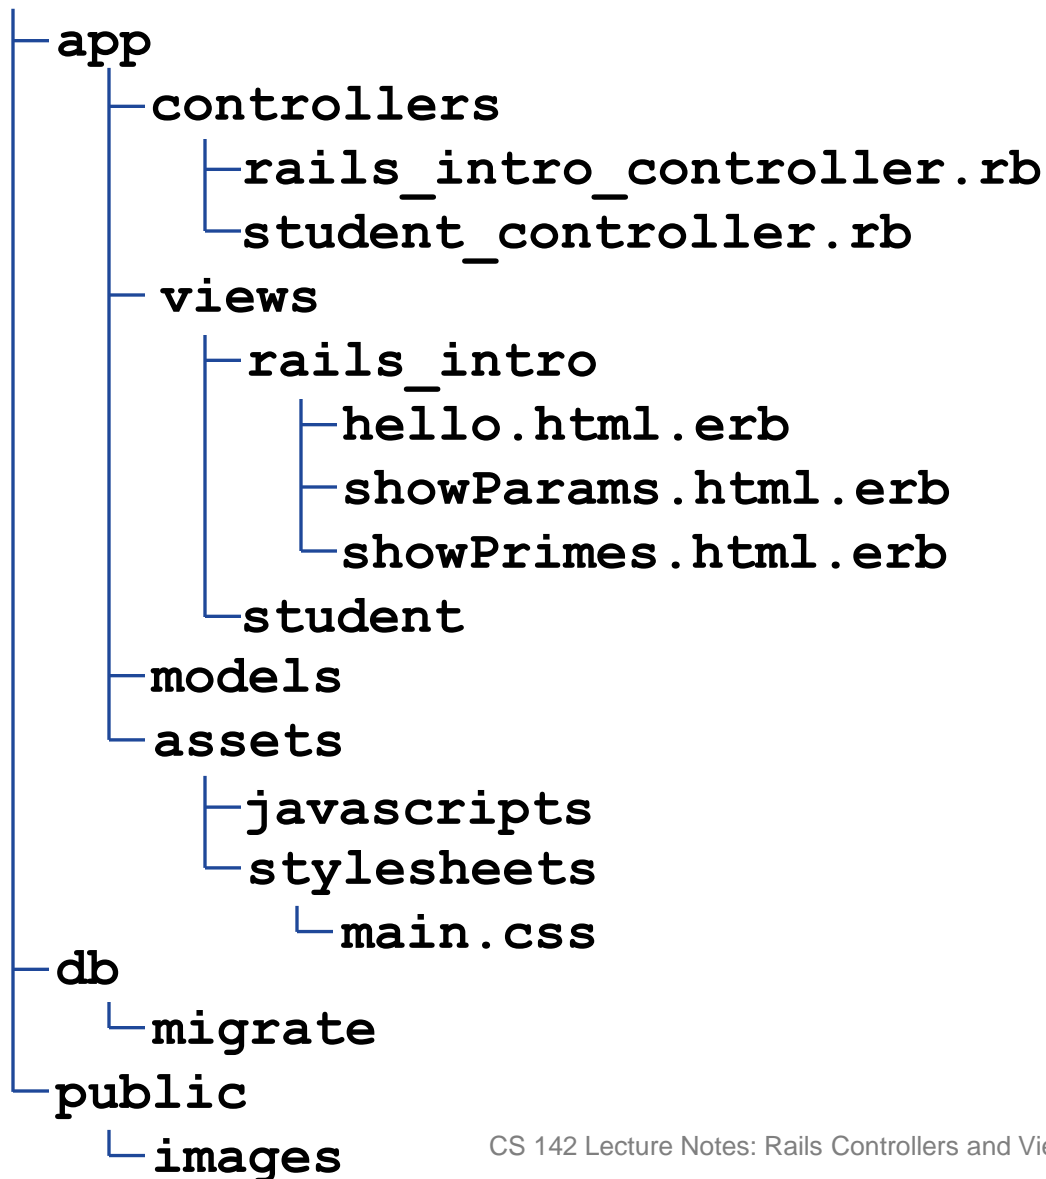 app
controllers
rails_intro_controller.rb
student_controller.rb
views
rails_intro
hello.html.erb
showParams.html.erb
showPrimes.html.erb
student
models
assets
javascripts
stylesheets
main.css
db
migrate
public
images
CS 142 Lecture Notes: Rails Controllers and